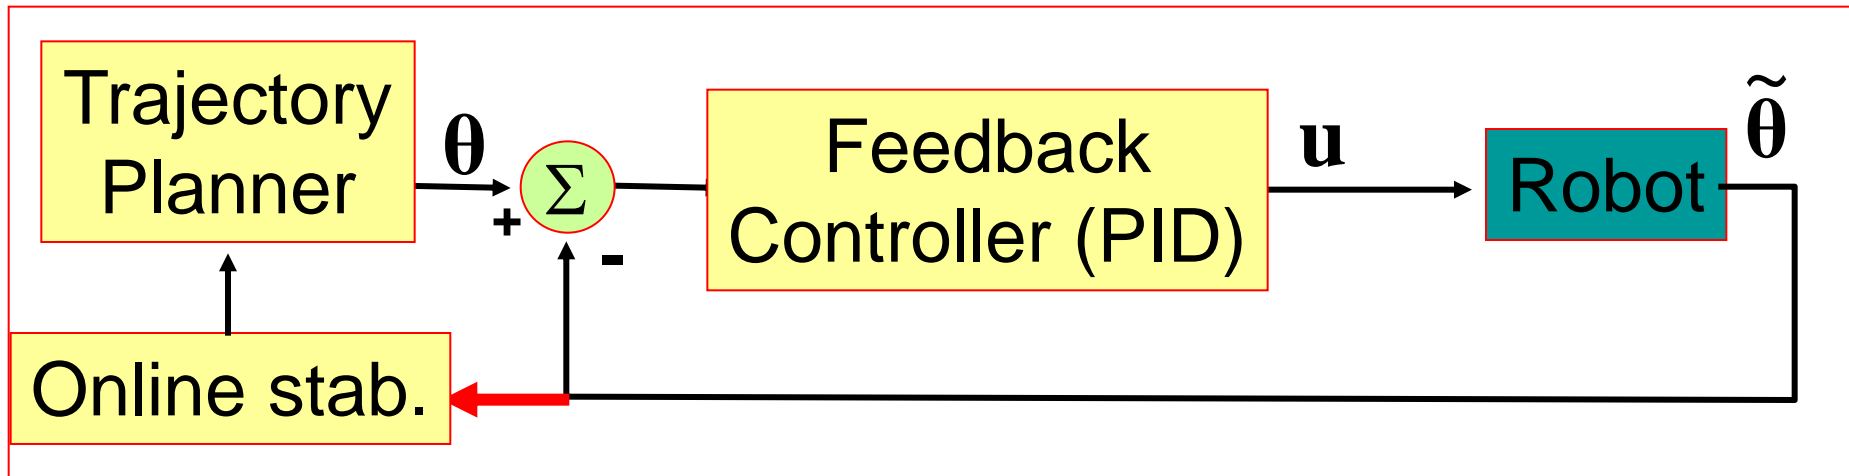 Trajectory
Planner
θ
+
Σ
-
Feedback
Controller (PID)
u
Robot
θ̃
Online stab.